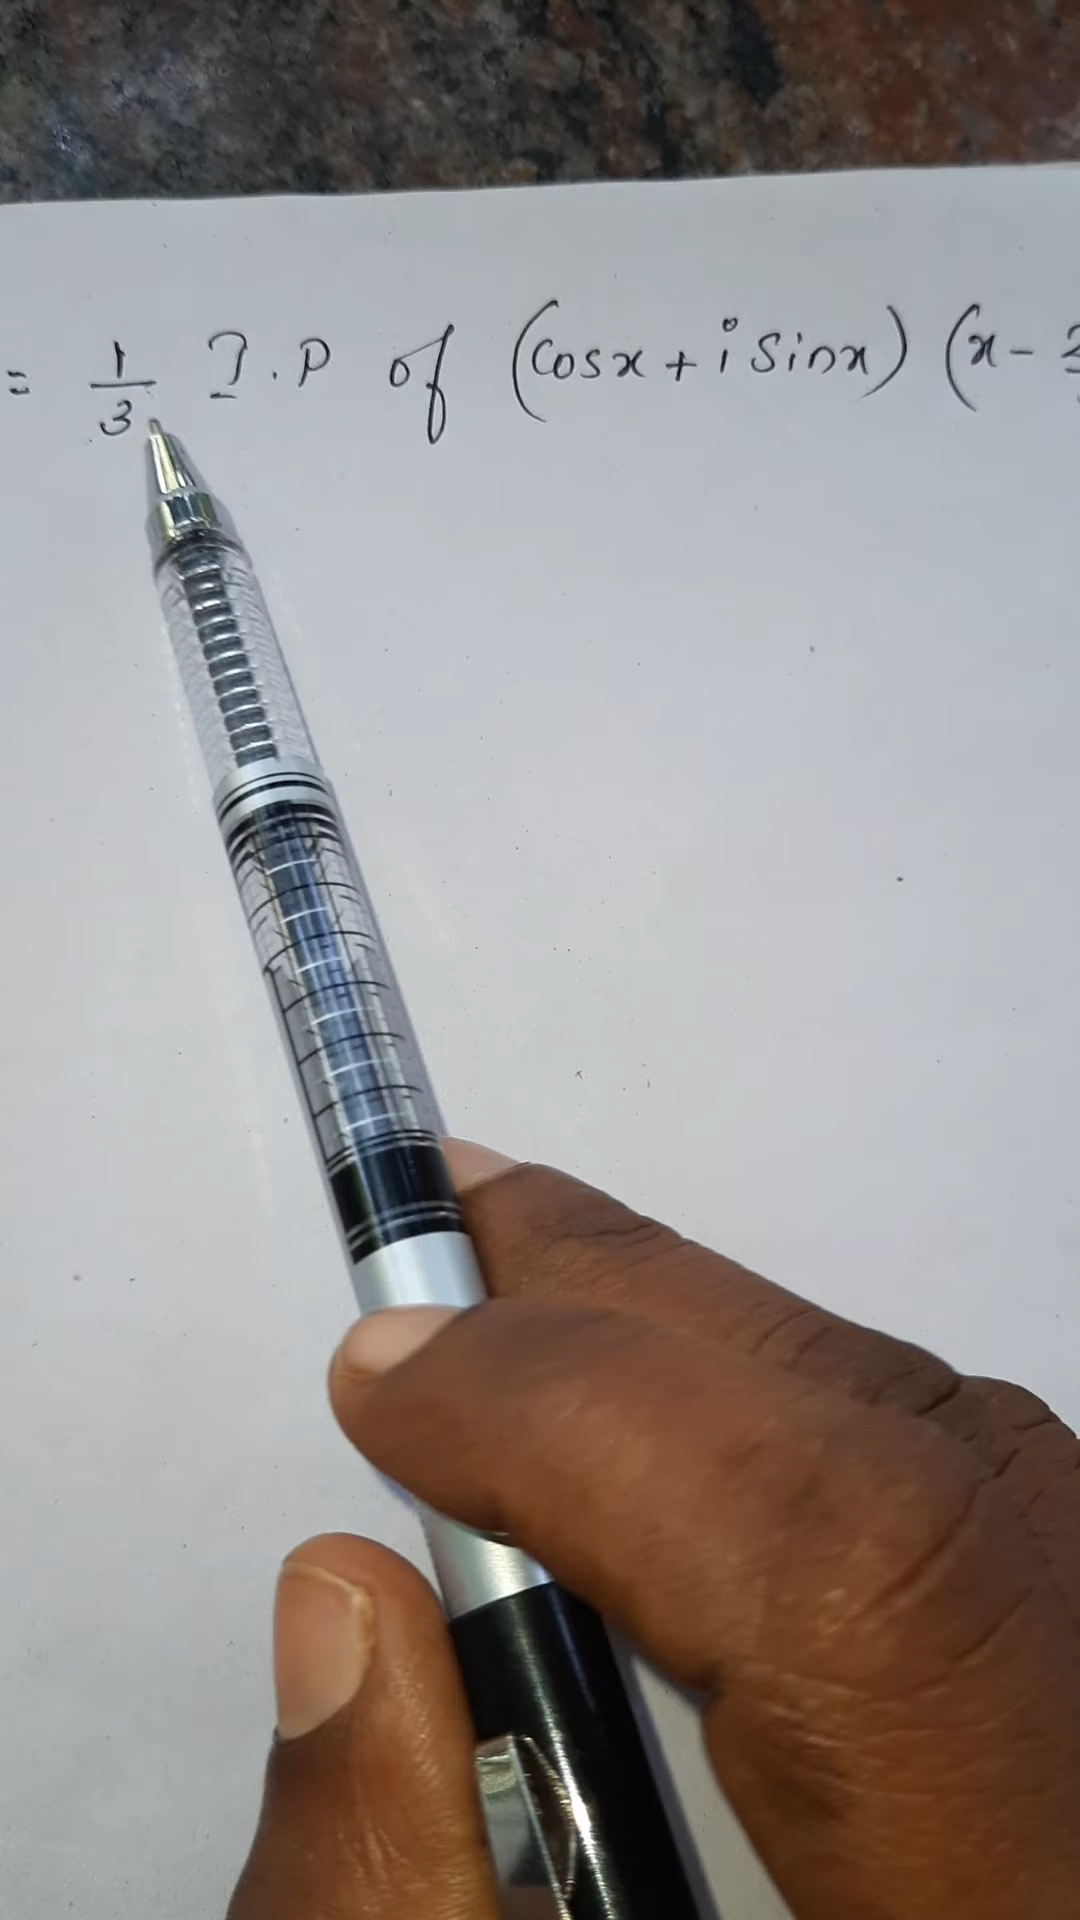 = 1/3 I.P of (cosx + i sinx) (x -